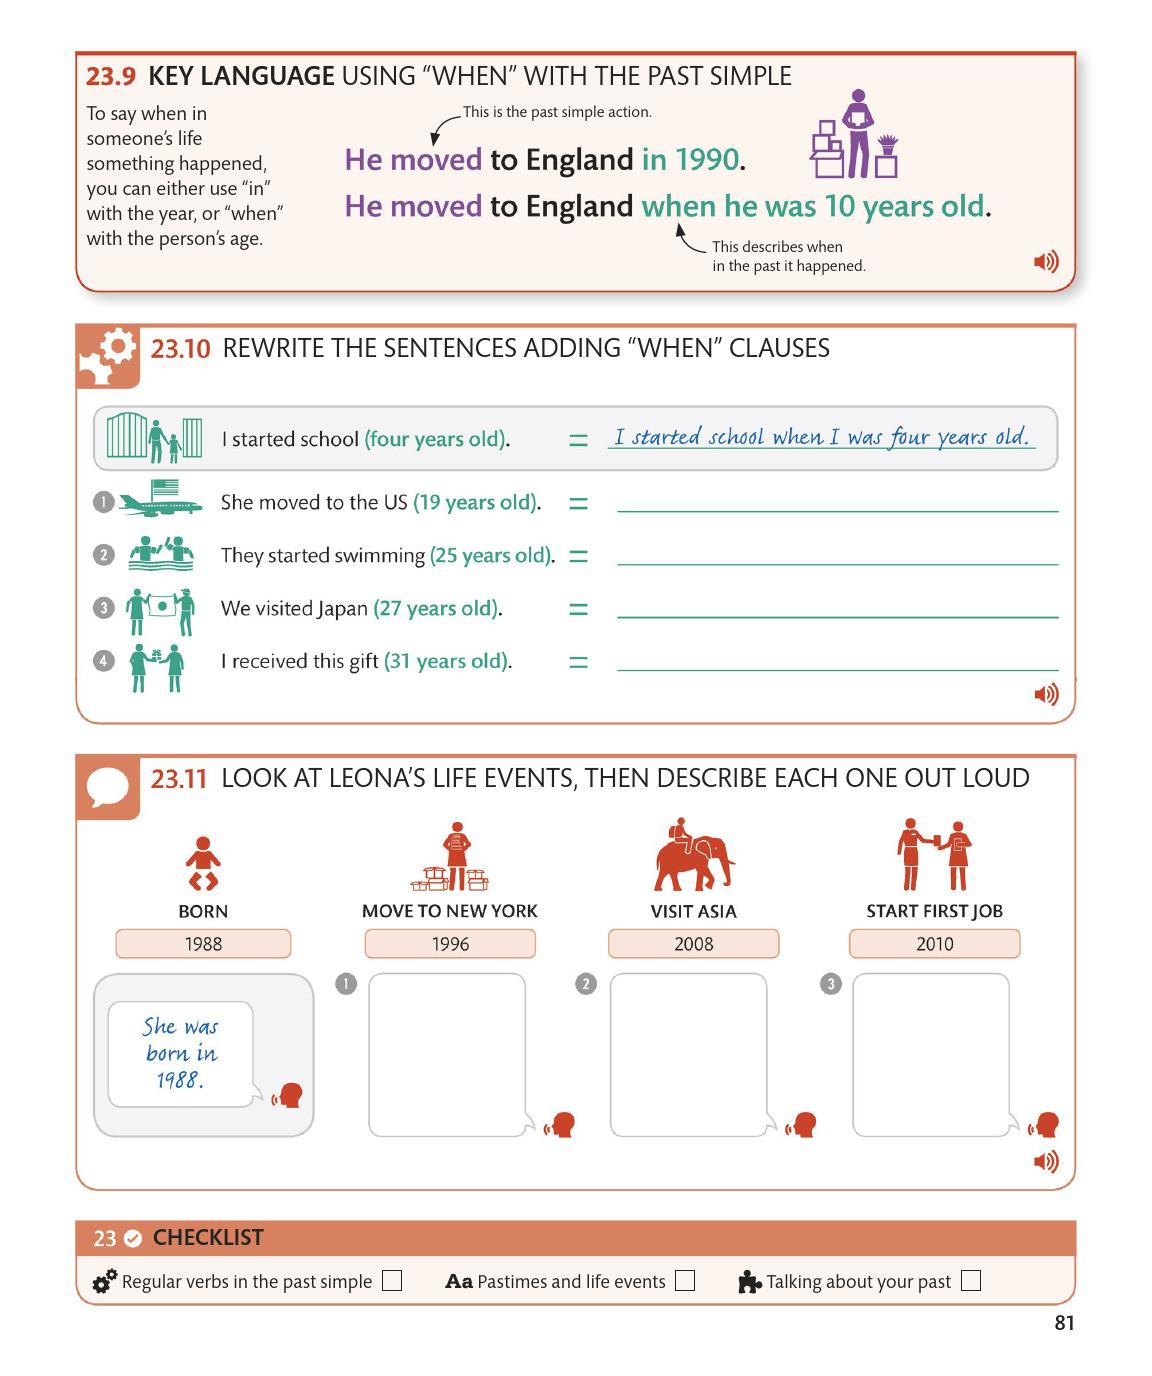 23.9 KEY LANGUAGE USING “WHEN” WITH THE PAST SIMPLE
To say when in
someone’s life
something happened,
you can either use “in”
with the year, or “when”
with the person’s age.
This is the past simple action.
He moved to England in 1990.
He moved to England when he was 10 years old.
This describes when
in the past it happened.
23.10 REWRITE THE SENTENCES ADDING “WHEN” CLAUSES
I started school (four years old). = I started school when I was four years old.
1 She moved to the US (19 years old). =
2 They started swimming (25 years old). =
3 We visited Japan (27 years old). =
4 I received this gift (31 years old). =
23.11 LOOK AT LEONA’S LIFE EVENTS, THEN DESCRIBE EACH ONE OUT LOUD
BORN
1988
She was
born in
1988.
MOVE TO NEW YORK
1996
1
VISIT ASIA
2008
2
START FIRST JOB
2010
3
23 CHECKLIST
Regular verbs in the past simple
Aa Pastimes and life events
Talking about your past
81